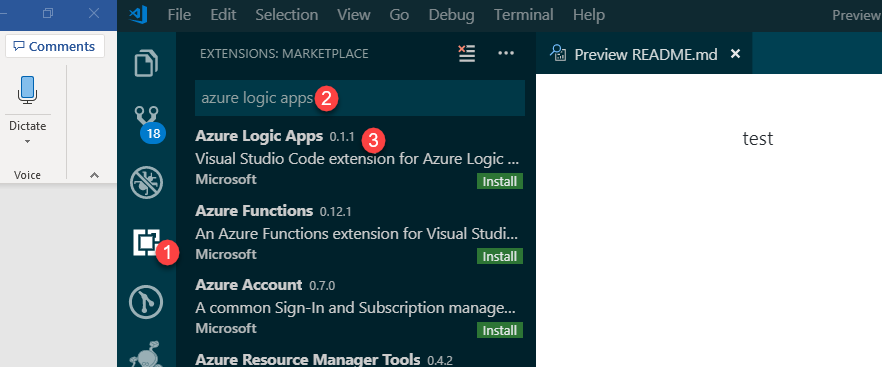 Comments
Dictate
Voice
File Edit Selection View Go Debug Terminal Help
Preview
EXTENSIONS: MARKETPLACE
Preview README.md
azure logic apps 2
18
1
Azure Logic Apps 0.1.1 3
Visual Studio Code extension for Azure Logic ...
Microsoft Install
Azure Functions 0.12.1
An Azure Functions extension for Visual Studi...
Microsoft Install
Azure Account 0.7.0
A common Sign-In and Subscription manage...
Microsoft Install
Azure Resource Manager Tools 0.4.2
test